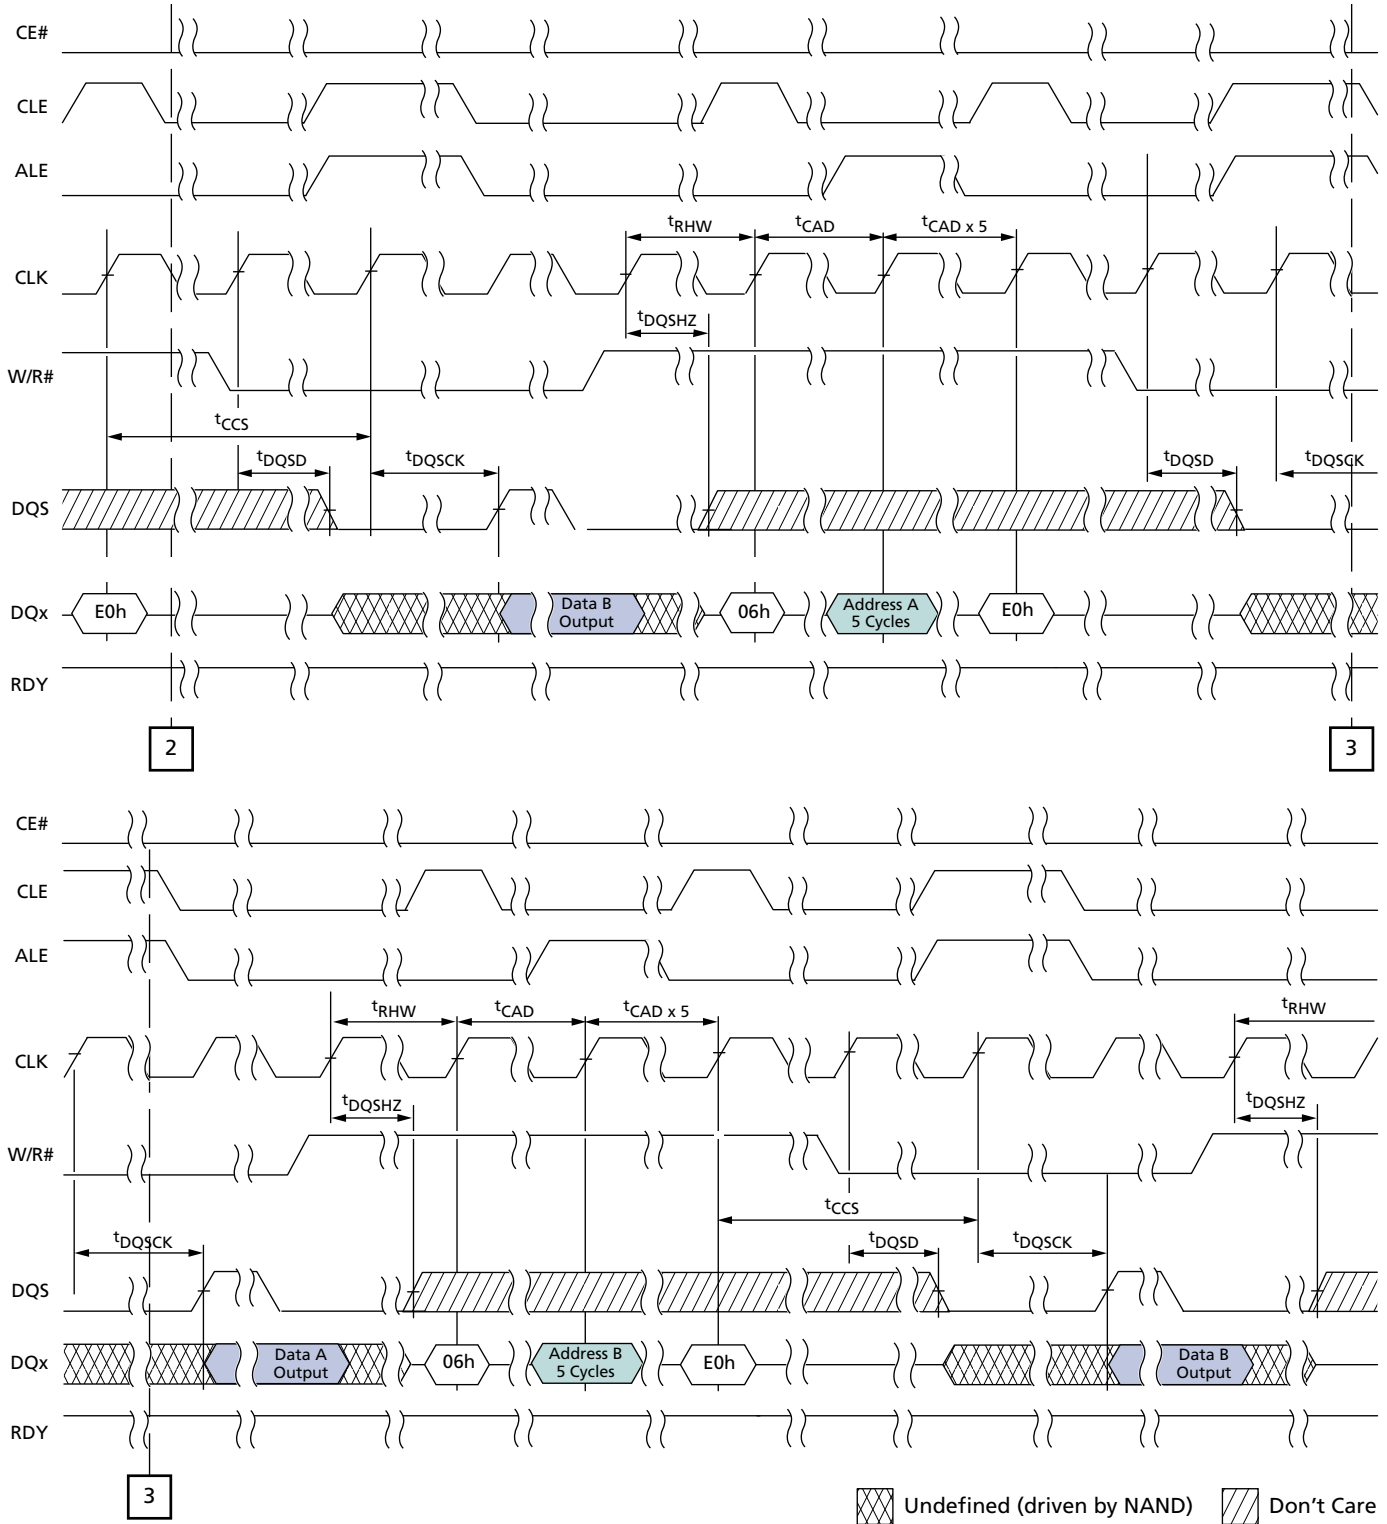 CE#
CLE
ALE
tRHW tCAD tCAD x 5
CLK
tDQSHZ
W/R#
tCCS
tDQSD tDQSCK tDQSD tDQSCK
DQS
DQx E0h Data B Output 06h Address A 5 Cycles E0h
RDY
2 3
CE#
CLE
ALE
tRHW tCAD tCAD x 5 tRHW
CLK
tDQSHZ tDQSHZ
W/R#
tCCS
tDQSCK tDQSD tDQSCK
DQS
DQx Data A Output 06h Address B 5 Cycles E0h Data B Output
RDY
3
Undefined (driven by NAND) Don't Care